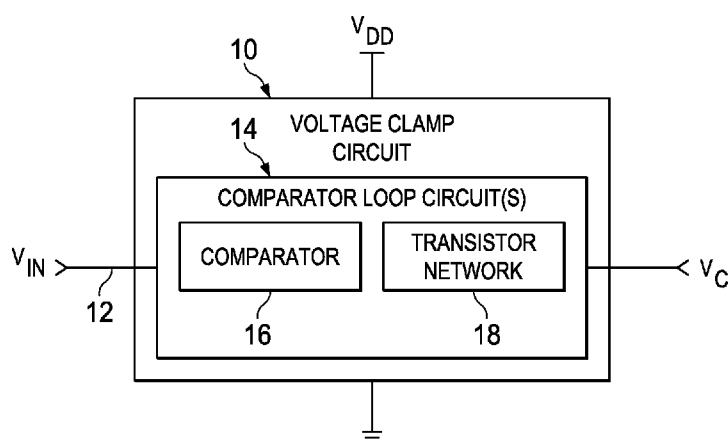 V_DD
10
VOLTAGE CLAMP
CIRCUIT
14
COMPARATOR LOOP CIRCUIT(S)
COMPARATOR
TRANSISTOR
NETWORK
V_IN
12
16
18
V_C